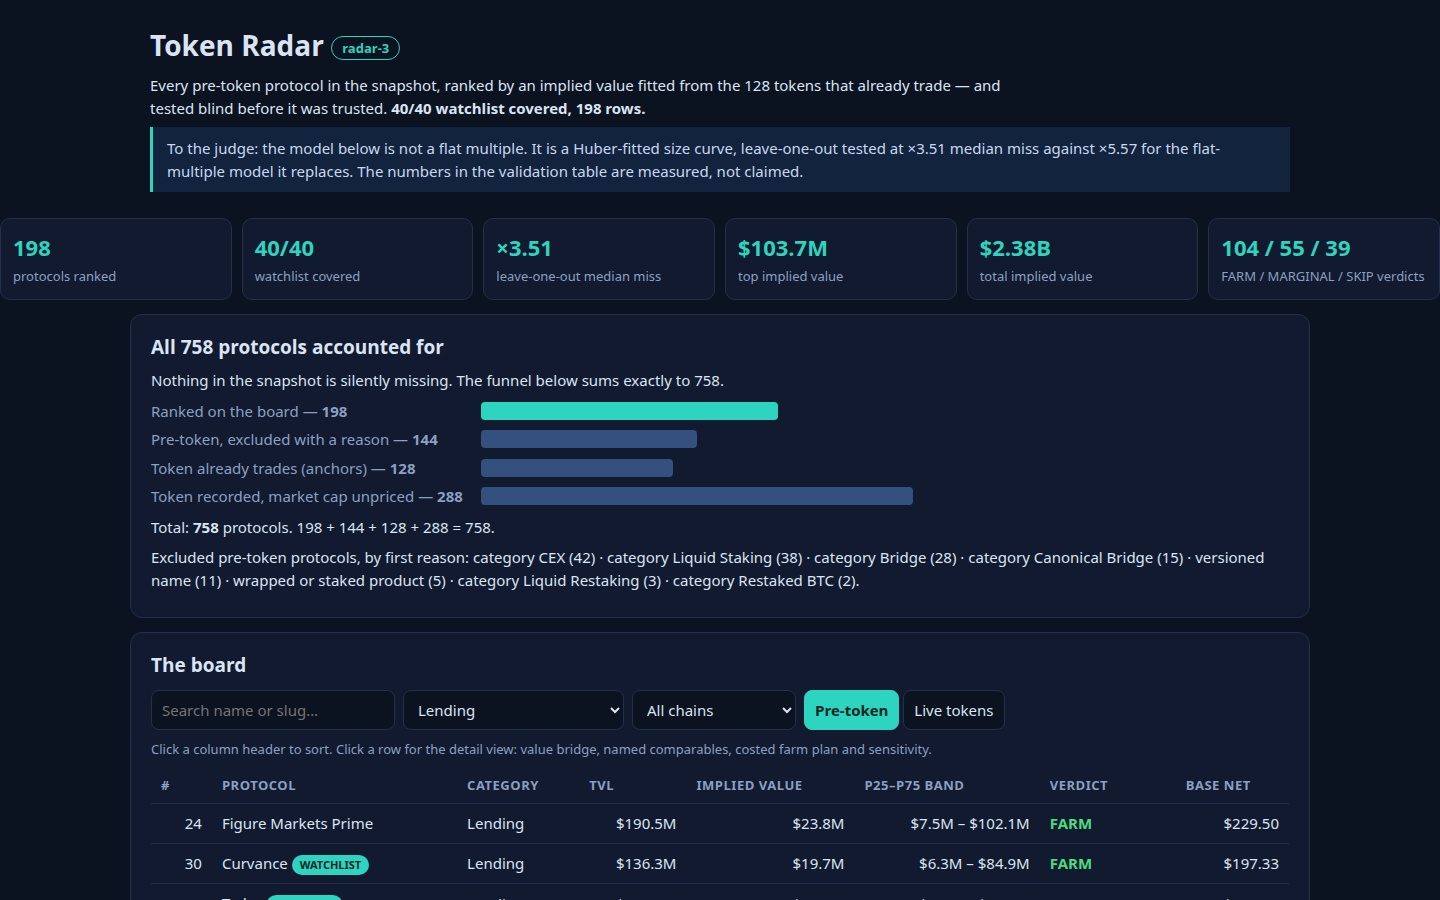 Token Radar radar-3
Every pre-token protocol in the snapshot, ranked by an implied value fitted from the 128 tokens that already trade — and
tested blind before it was trusted. 40/40 watchlist covered, 198 rows.
To the judge: the model below is not a flat multiple. It is a Huber-fitted size curve, leave-one-out tested at ×3.51 median miss against ×5.57 for the flat-
multiple model it replaces. The numbers in the validation table are measured, not claimed.
198
protocols ranked
40/40
watchlist covered
×3.51
leave-one-out median miss
$103.7M
top implied value
$2.38B
total implied value
104 / 55 / 39
FARM / MARGINAL / SKIP verdicts
All 758 protocols accounted for
Nothing in the snapshot is silently missing. The funnel below sums exactly to 758.
Ranked on the board — 198
Pre-token, excluded with a reason — 144
Token already trades (anchors) — 128
Token recorded, market cap unpriced — 288
Total: 758 protocols. 198 + 144 + 128 + 288 = 758.
Excluded pre-token protocols, by first reason: category CEX (42) · category Liquid Staking (38) · category Bridge (28) · category Canonical Bridge (15) · versioned
name (11) · wrapped or staked product (5) · category Liquid Restaking (3) · category Restaked BTC (2).
The board
Search name or slug... Lending All chains Pre-token Live tokens
Click a column header to sort. Click a row for the detail view: value bridge, named comparables, costed farm plan and sensitivity.
# PROTOCOL CATEGORY TVL IMPLIED VALUE P25–P75 BAND VERDICT BASE NET
24 Figure Markets Prime Lending $190.5M $23.8M $7.5M – $102.1M FARM $229.50
30 Curvance WATCHLIST Lending $136.3M $19.7M $6.3M – $84.9M FARM $197.33